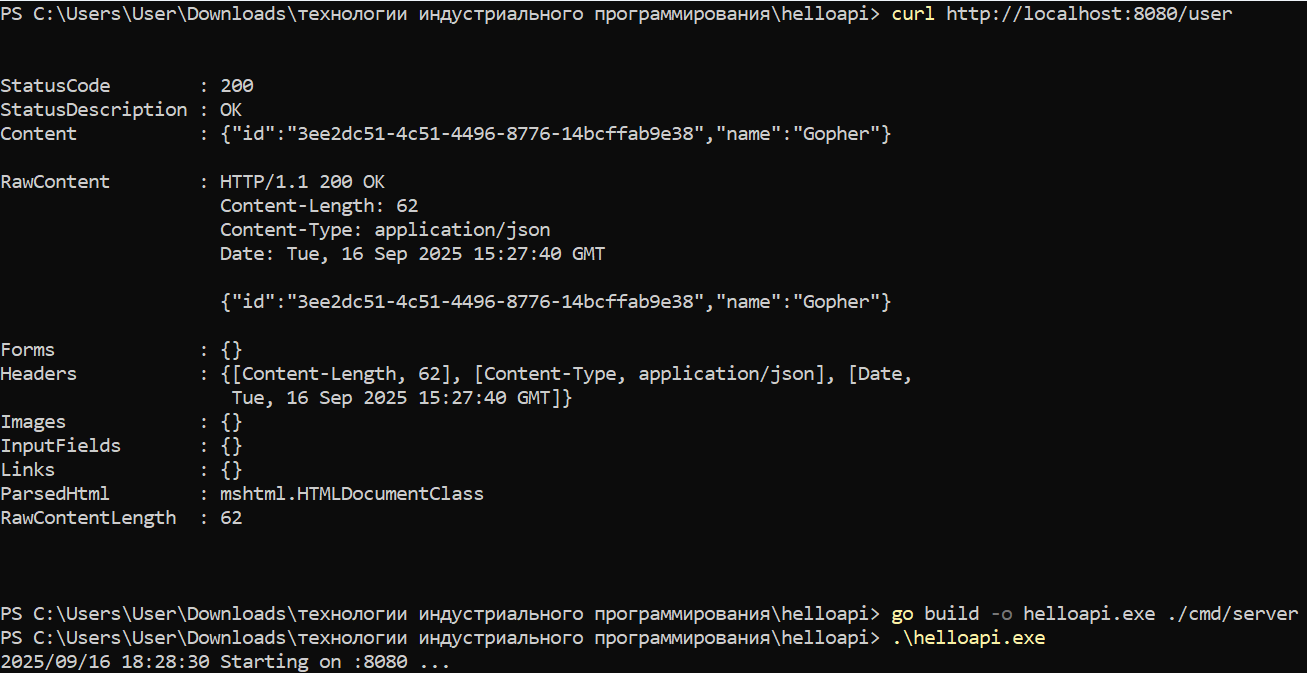 PS C:\Users\User\Downloads\технологии индустриального программирования\helloapi> curl http://localhost:8080/user
StatusCode        : 200
StatusDescription : OK
Content           : {"id":"3ee2dc51-4c51-4496-8776-14bcffab9e38","name":"Gopher"}
RawContent        : HTTP/1.1 200 OK
                    Content-Length: 62
                    Content-Type: application/json
                    Date: Tue, 16 Sep 2025 15:27:40 GMT
                    {"id":"3ee2dc51-4c51-4496-8776-14bcffab9e38","name":"Gopher"}
Forms             : {}
Headers           : {[Content-Length, 62], [Content-Type, application/json], [Date,
                     Tue, 16 Sep 2025 15:27:40 GMT]}
Images            : {}
InputFields       : {}
Links             : {}
ParsedHtml        : mshtml.HTMLDocumentClass
RawContentLength  : 62
PS C:\Users\User\Downloads\технологии индустриального программирования\helloapi> go build -o helloapi.exe ./cmd/server
PS C:\Users\User\Downloads\технологии индустриального программирования\helloapi> .\helloapi.exe
2025/09/16 18:28:30 Starting on :8080 ...